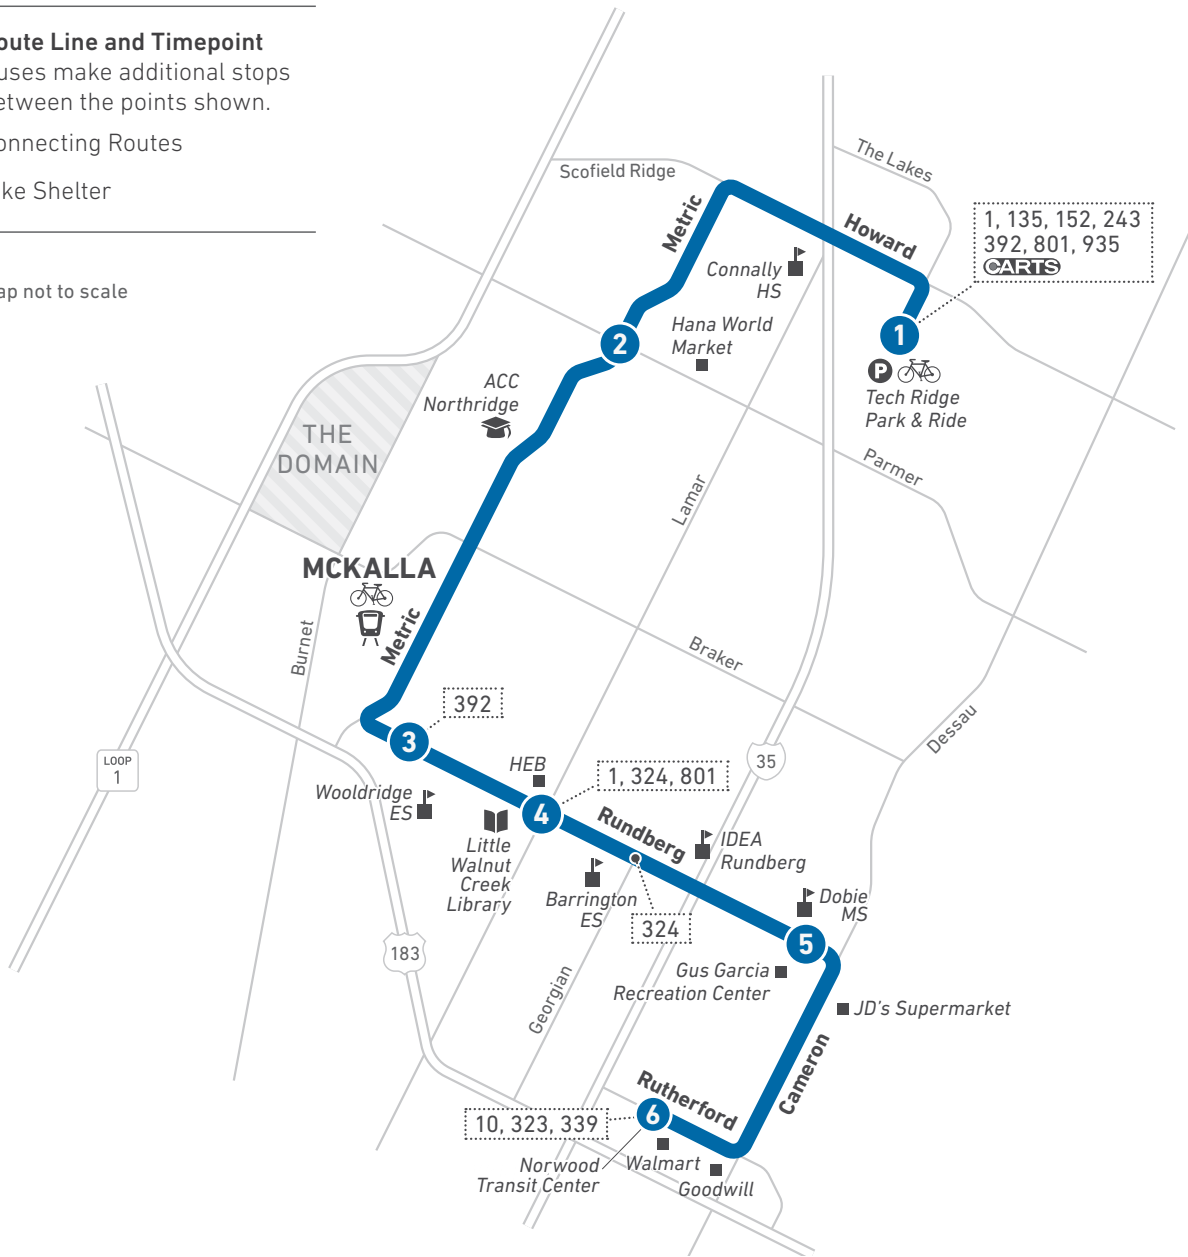 oute Line and Timepoint
uses make additional stops
etween the points shown.
onnecting Routes
ke Shelter
ap not to scale
Scofield Ridge
The Lakes
Metric
Howard
1, 135, 152, 243
392, 801, 935
CARTS
Connally
HS
Hana World
Market
1
2
P
Tech Ridge
Park & Ride
ACC
Northridge
THE
DOMAIN
Parmer
Lamar
MCKALLA
Metric
Burnet
Braker
Dessau
392
3
LOOP
1
35
HEB
1, 324, 801
Wooldridge
ES
4
Rundberg
Little
Walnut
Creek
Library
IDEA
Rundberg
Barrington
ES
324
Dobie
MS
5
183
Gus Garcia
Recreation Center
Georgian
JD's Supermarket
Cameron
Rutherford
6
10, 323, 339
Norwood
Transit Center
Walmart
Goodwill